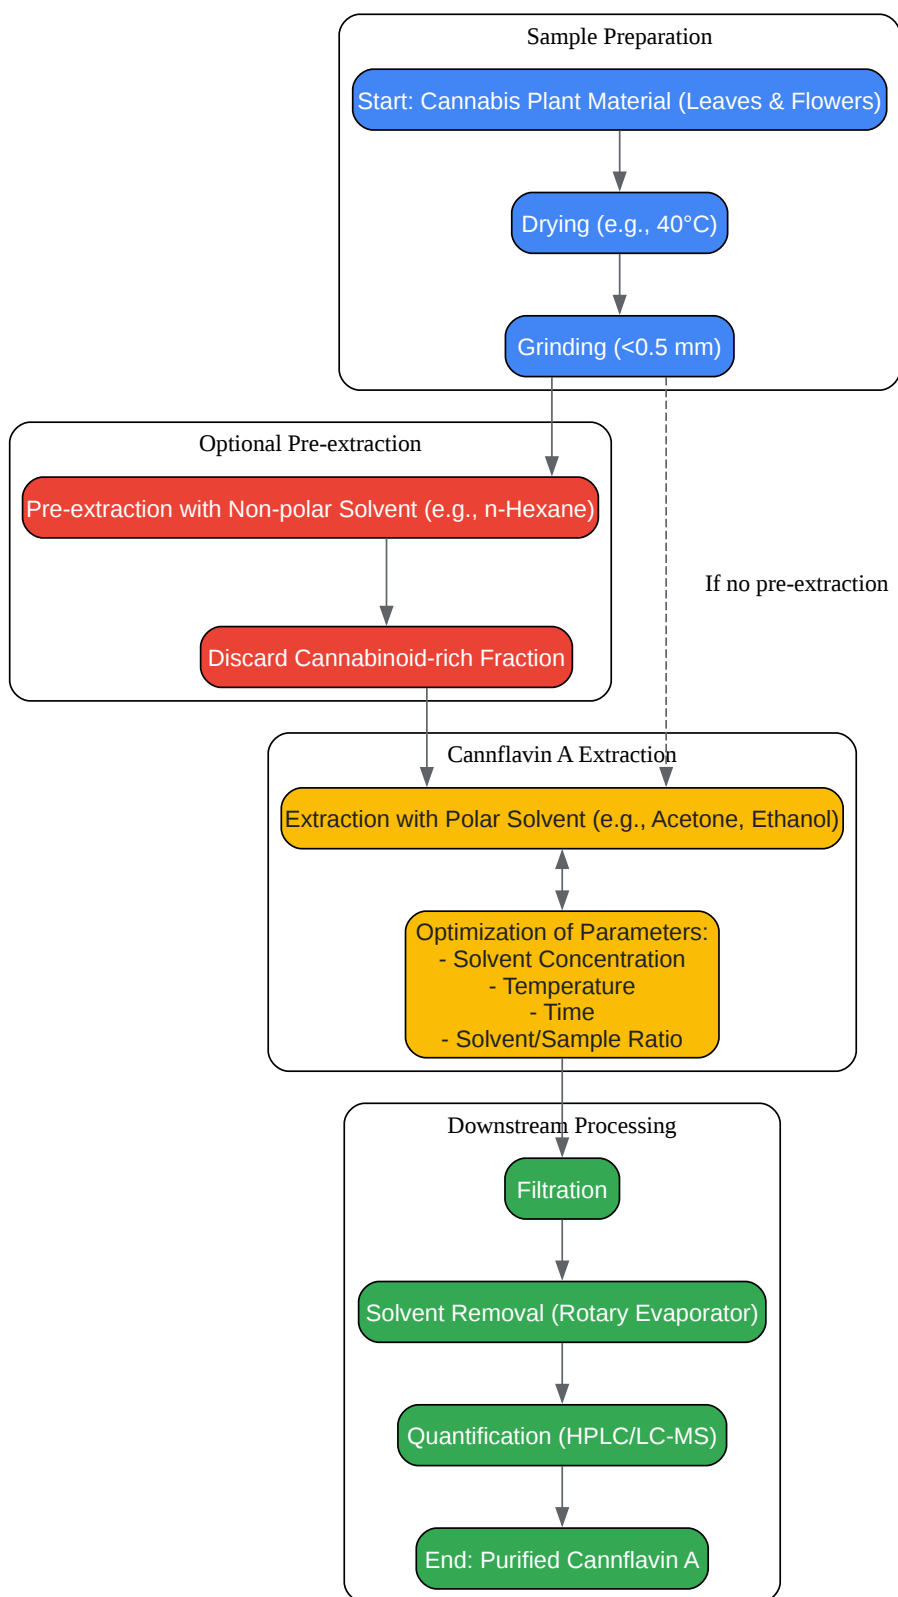 Sample Preparation
Start: Cannabis Plant Material (Leaves & Flowers)
Drying (e.g., 40°C)
Grinding (<0.5 mm)
Optional Pre-extraction
Pre-extraction with Non-polar Solvent (e.g., n-Hexane)
If no pre-extraction
Discard Cannabinoid-rich Fraction
Cannflavin A Extraction
Extraction with Polar Solvent (e.g., Acetone, Ethanol)
Optimization of Parameters:
- Solvent Concentration
- Temperature
- Time
- Solvent/Sample Ratio
Downstream Processing
Filtration
Solvent Removal (Rotary Evaporator)
Quantification (HPLC/LC-MS)
End: Purified Cannflavin A